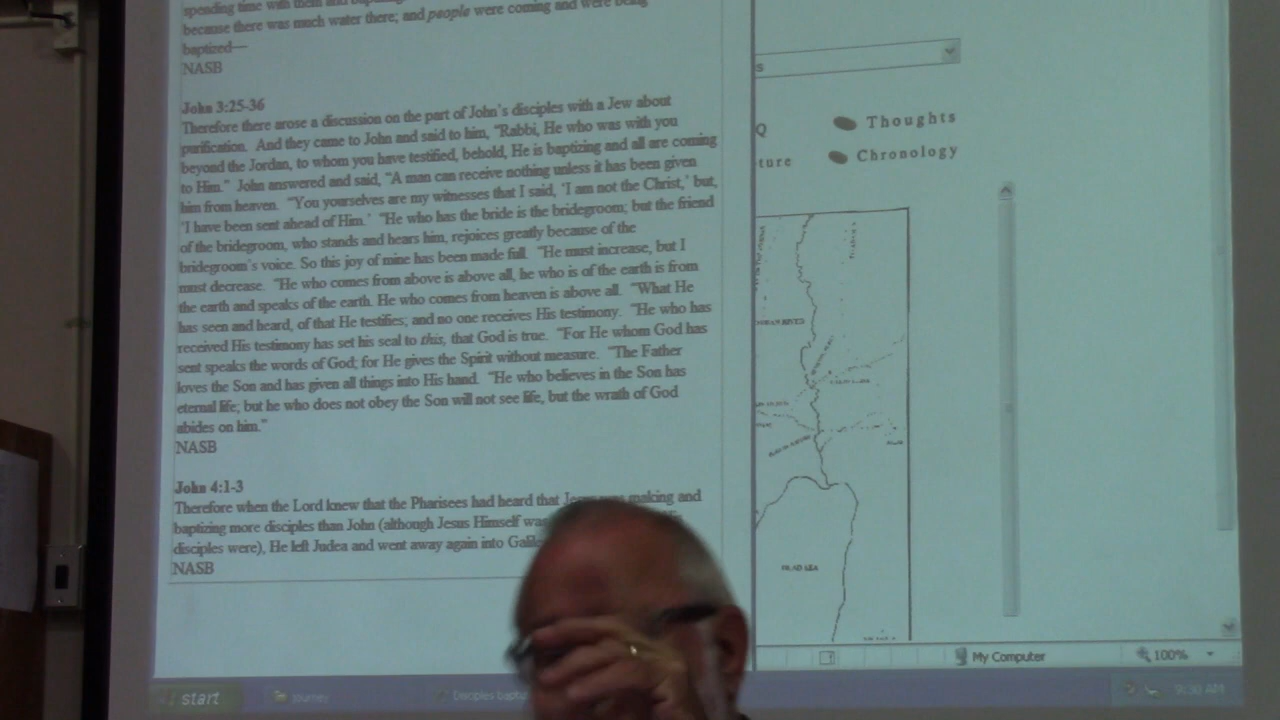 spending time with them and
because there was much water there; and people were coming and were being
baptized—
NASB
John 3:25-36
Therefore there arose a discussion on the part of John's disciples with a Jew about
purification. And they came to John and said to him, "Rabbi, He who was with you
beyond the Jordan, to whom you have testified, behold, He is baptizing and all are coming
to Him." John answered and said, "A man can receive nothing unless it has been given
him from heaven. "You yourselves are my witnesses that I said, 'I am not the Christ,' but,
'I have been sent ahead of Him.' "He who has the bride is the bridegroom; but the friend
of the bridegroom, who stands and hears him, rejoices greatly because of the
bridegroom's voice. So this joy of mine has been made full. "He must increase, but I
must decrease. "He who comes from above is above all, he who is of the earth is from
the earth and speaks of the earth. He who comes from heaven is above all. "What He
has seen and heard, of that He testifies; and no one receives His testimony. "He who has
received His testimony has set his seal to this, that God is true. "For He whom God has
sent speaks the words of God; for He gives the Spirit without measure. "The Father
loves the Son and has given all things into His hand. "He who believes in the Son has
eternal life; but he who does not obey the Son will not see life, but the wrath of God
abides on him."
NASB
John 4:1-3
Therefore when the Lord knew that the Pharisees had heard that Jesus was making and
baptizing more disciples than John (although Jesus Himself was
disciples were), He left Judea and went away again into
NASB
s
Q
Thoughts
ture
Chronology
DEAD SEA
My Computer
100%
start
journey
Disciples
9:30 AM